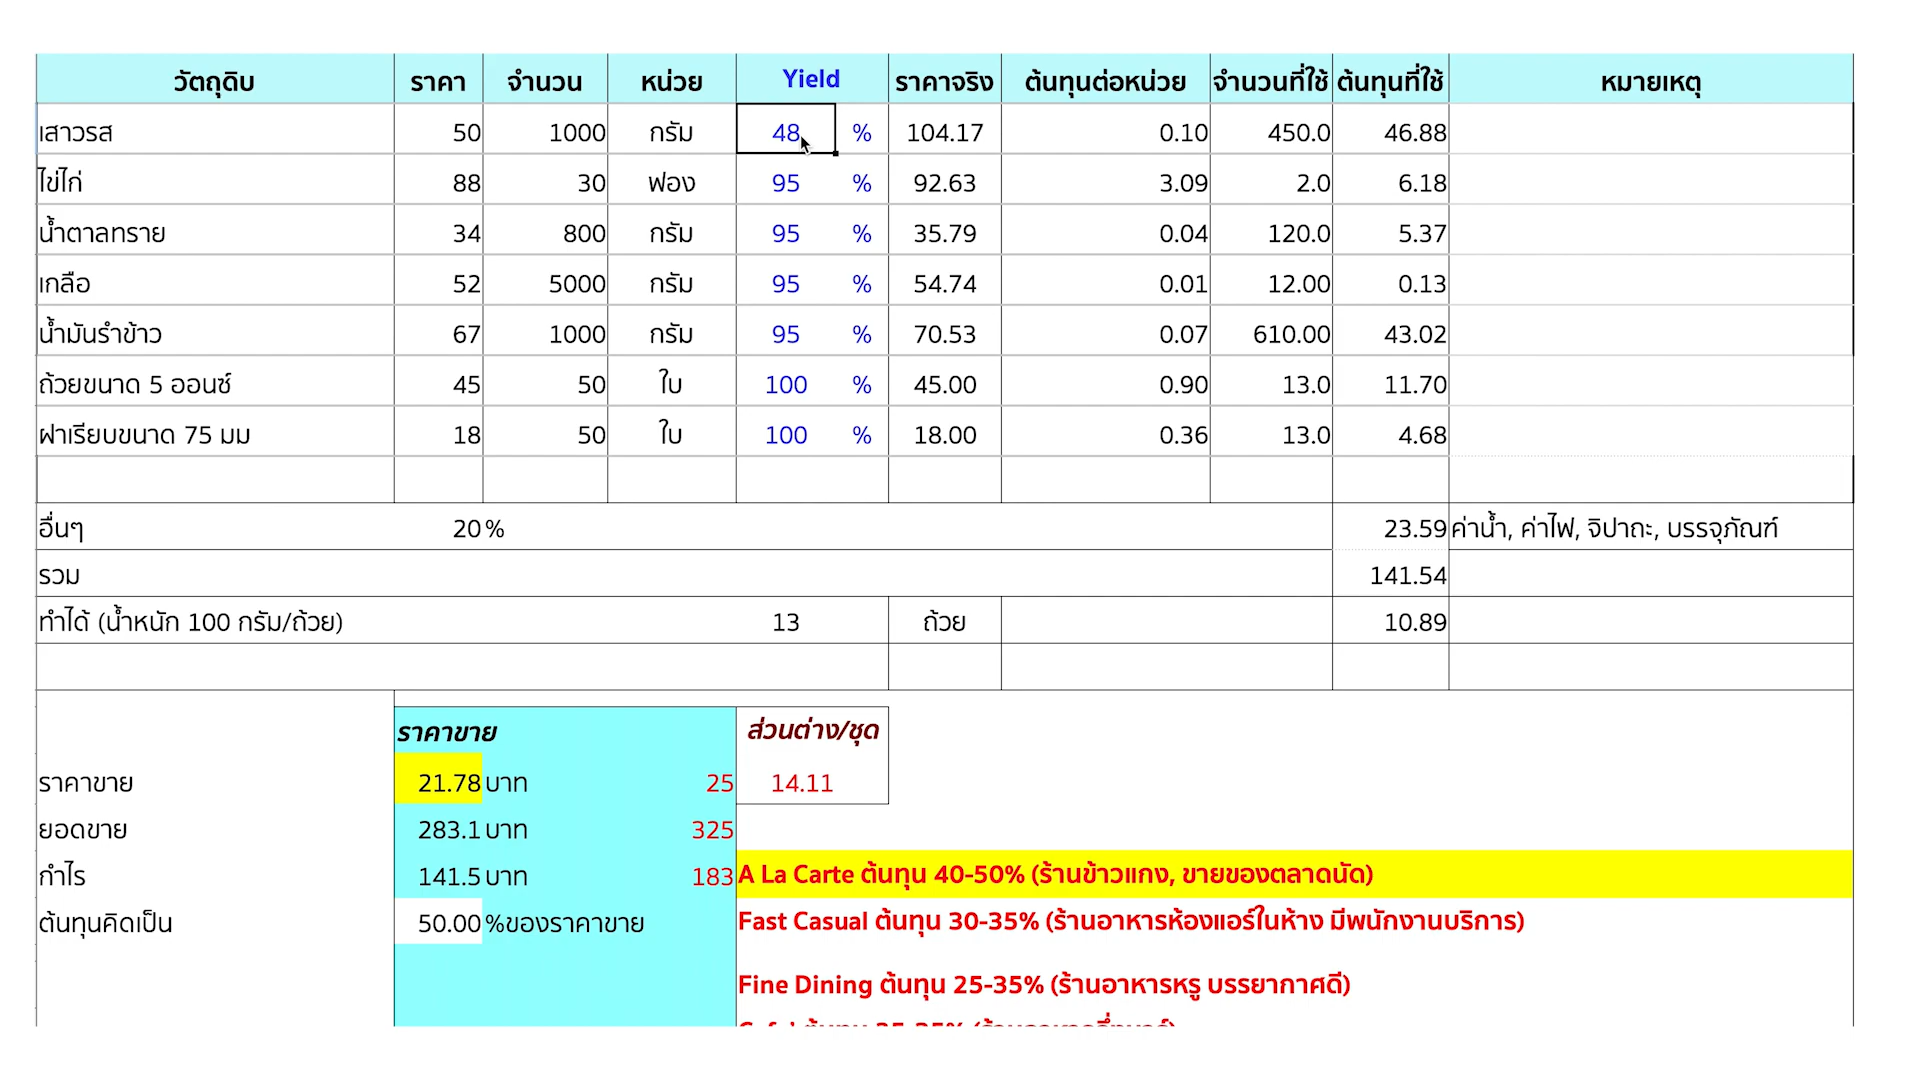 วัตถุดิบ ราคา จำนวน หน่วย Yield ราคาจริง ต้นทุนต่อหน่วย จำนวนที่ใช้ ต้นทุนที่ใช้ หมายเหตุ
เสาวรส 50 1000 กรัม 48 % 104.17 0.10 450.0 46.88
ไข่ไก่ 88 30 ฟอง 95 % 92.63 3.09 2.0 6.18
น้ำตาลทราย 34 800 กรัม 95 % 35.79 0.04 120.0 5.37
เกลือ 52 5000 กรัม 95 % 54.74 0.01 12.00 0.13
น้ำมันรำข้าว 67 1000 กรัม 95 % 70.53 0.07 610.00 43.02
ถ้วยขนาด 5 ออนซ์ 45 50 ใบ 100 % 45.00 0.90 13.0 11.70
ฝาเรียบขนาด 75 มม 18 50 ใบ 100 % 18.00 0.36 13.0 4.68
อื่นๆ 20 % 23.59 ค่าน้ำ, ค่าไฟ, จิปาถะ, บรรจุภัณฑ์
รวม 141.54
ทำได้ (น้ำหนัก 100 กรัม/ถ้วย) 13 ถ้วย 10.89
ราคาขาย ส่วนต่าง/ชุด
ราคาขาย 21.78 บาท 25 14.11
ยอดขาย 283.1 บาท 325
กำไร 141.5 บาท 183 A La Carte ต้นทุน 40-50% (ร้านข้าวแกง, ขายของตลาดนัด)
ต้นทุนคิดเป็น 50.00 %ของราคาขาย Fast Casual ต้นทุน 30-35% (ร้านอาหารห้องแอร์ในห้าง มีพนักงานบริการ)
Fine Dining ต้นทุน 25-35% (ร้านอาหารหรู บรรยากาศดี)